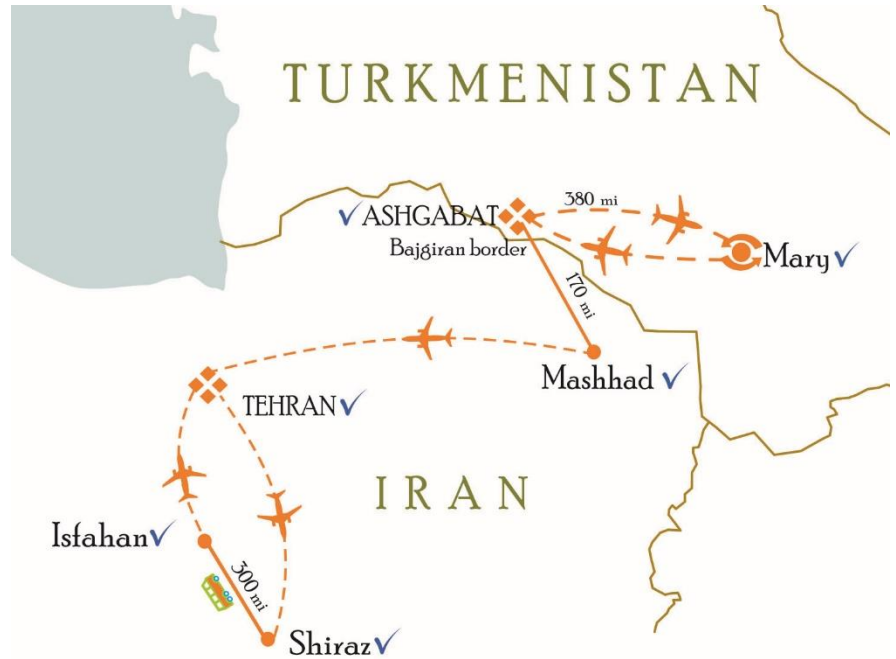 TURKMENISTAN
380 mi
ASHGABAT
Bajgiran border
Mary
170 mi
Mashhad
TEHRAN
IRAN
Isfahan
300 mi
Shiraz